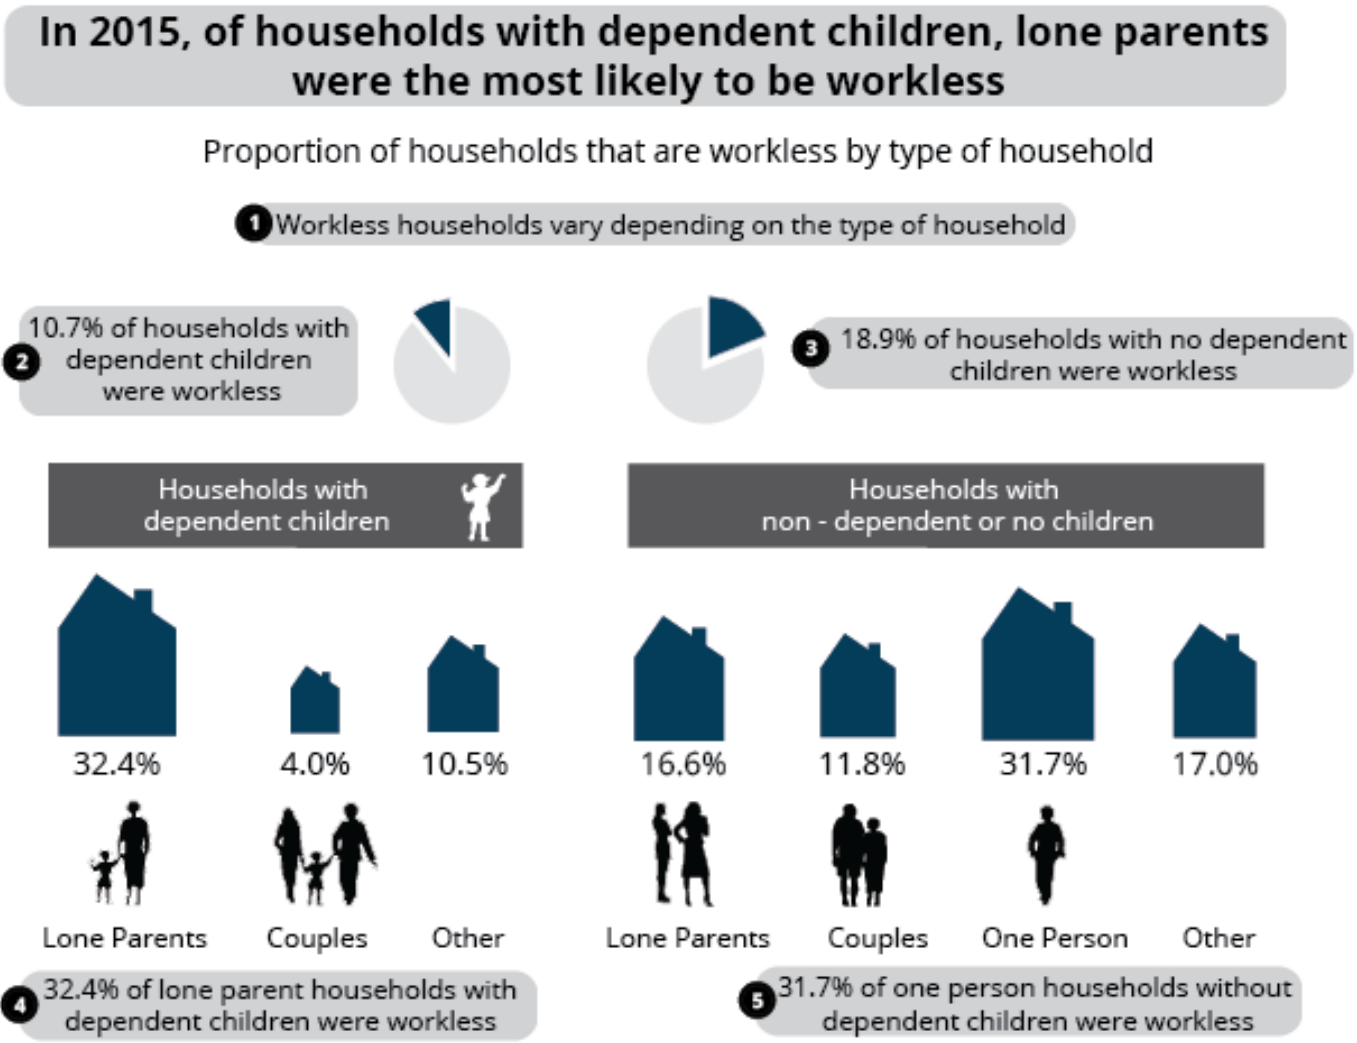 In 2015, of households with dependent children, lone parents
were the most likely to be workless
Proportion of households that are workless by type of household
1 Workless households vary depending on the type of household
2 10.7% of households with
dependent children
were workless
3 18.9% of households with no dependent
children were workless
Households with
dependent children
Households with
non - dependent or no children
32.4% 4.0% 10.5% 16.6% 11.8% 31.7% 17.0%
Lone Parents Couples Other Lone Parents Couples One Person Other
4 32.4% of lone parent households with
dependent children were workless
5 31.7% of one person households without
dependent children were workless